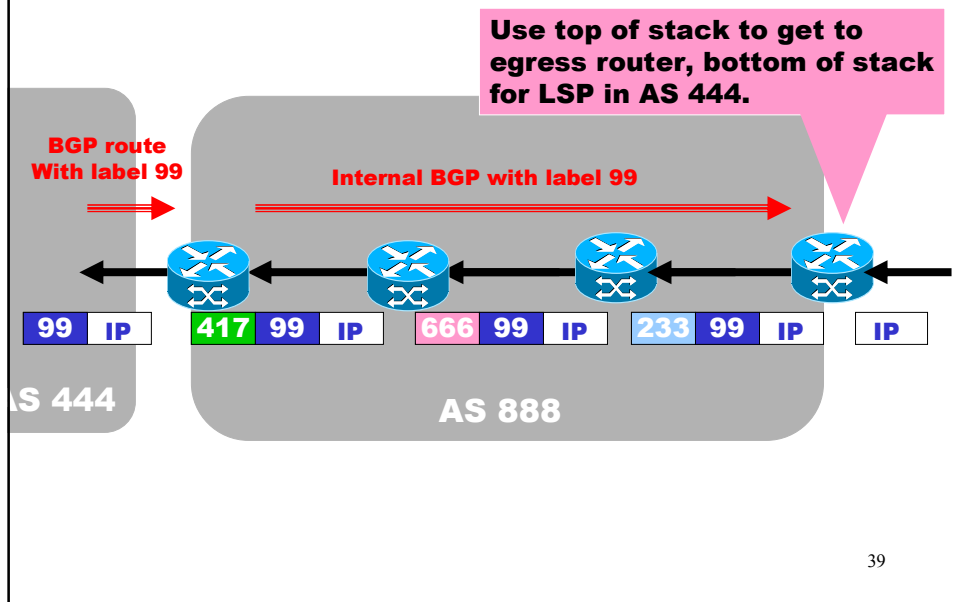 Use top of stack to get to
egress router, bottom of stack
for LSP in AS 444.
BGP route
With label 99
Internal BGP with label 99
99 IP 417 99 IP 666 99 IP 233 99 IP IP
AS 444
AS 888
39